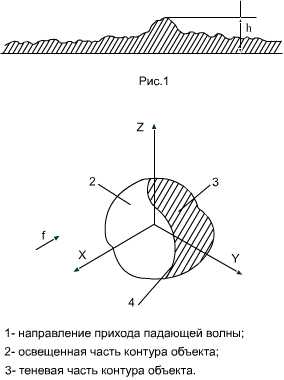 h
Рис.1
Z
2
3
f
X
Y
4
1- направление прихода падающей волны;
2- освещенная часть контура объекта;
3- теневая часть контура объекта.